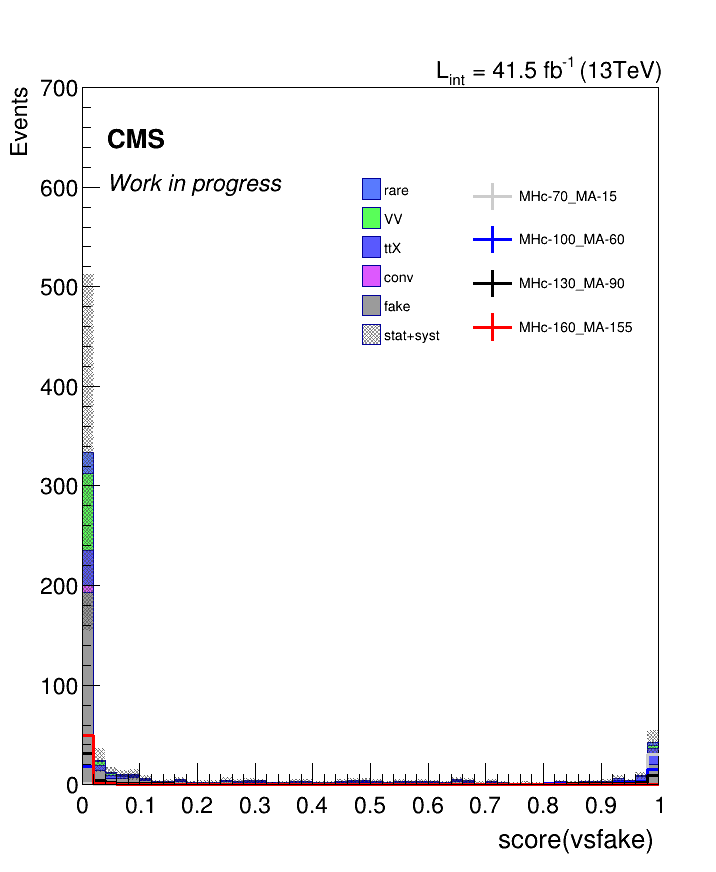 L_int = 41.5 fb^-1 (13TeV)
Events
700
CMS
Work in progress
600
500
400
300
200
100
0
rare
VV
ttX
conv
fake
stat+syst
MHc-70_MA-15
MHc-100_MA-60
MHc-130_MA-90
MHc-160_MA-155
0 0.1 0.2 0.3 0.4 0.5 0.6 0.7 0.8 0.9 1
score(vsfake)